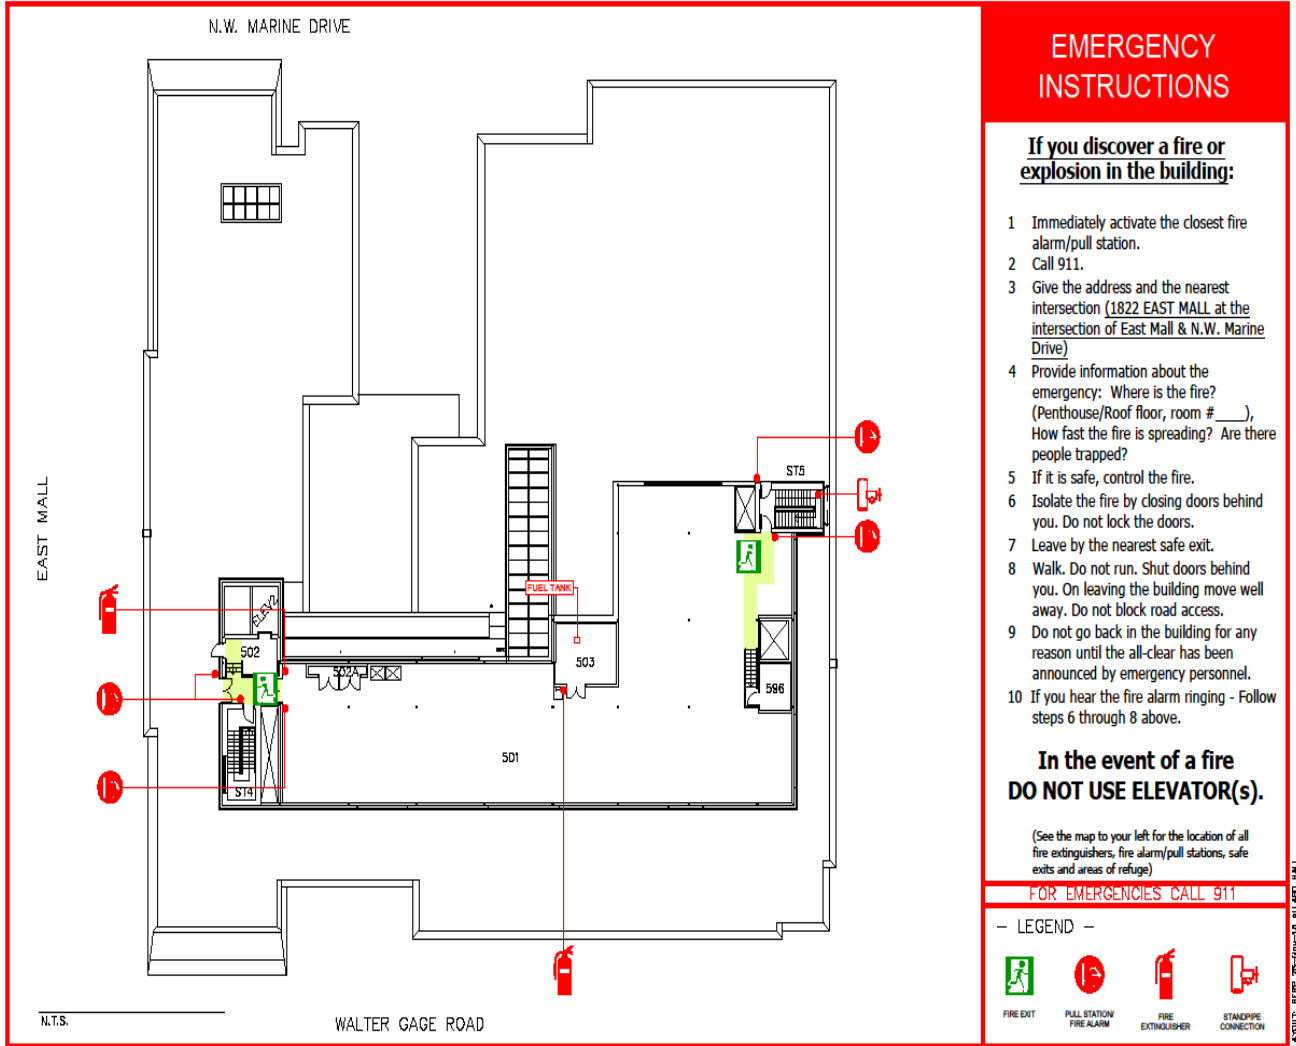 N.W. MARINE DRIVE
EAST MALL
ST5
FUEL TANK
ELEV2
502
502A
503
596
501
ST4
N.T.S.
WALTER GAGE ROAD
EMERGENCY
INSTRUCTIONS
If you discover a fire or
explosion in the building:
1 Immediately activate the closest fire
alarm/pull station.
2 Call 911.
3 Give the address and the nearest
intersection (1822 EAST MALL at the
intersection of East Mall & N.W. Marine
Drive)
4 Provide information about the
emergency: Where is the fire?
(Penthouse/Roof floor, room #____),
How fast the fire is spreading? Are there
people trapped?
5 If it is safe, control the fire.
6 Isolate the fire by closing doors behind
you. Do not lock the doors.
7 Leave by the nearest safe exit.
8 Walk. Do not run. Shut doors behind
you. On leaving the building move well
away. Do not block road access.
9 Do not go back in the building for any
reason until the all-clear has been
announced by emergency personnel.
10 If you hear the fire alarm ringing - Follow
steps 6 through 8 above.
In the event of a fire
DO NOT USE ELEVATOR(s).
(See the map to your left for the location of all
fire extinguishers, fire alarm/pull stations, safe
exits and areas of refuge)
FOR EMERGENCIES CALL 911
- LEGEND -
FIRE EXIT
PULL STATION/
FIRE ALARM
FIRE
EXTINGUISHER
STANDPIPE
CONNECTION